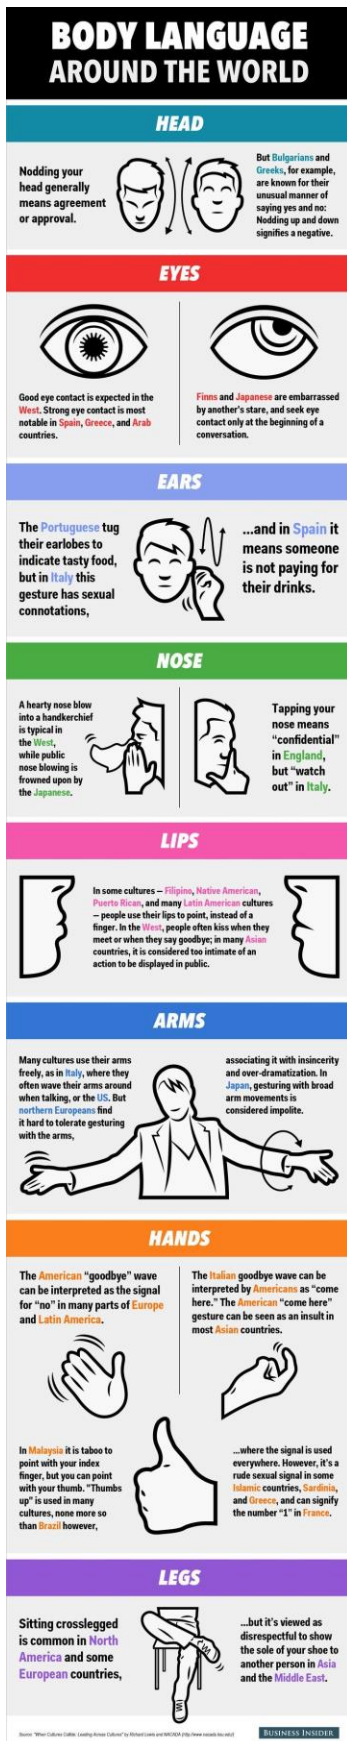 BODY LANGUAGE
AROUND THE WORLD
HEAD
Nodding your
head generally
means agreement
or approval.
But Bulgarians and
Greeks, for example,
are known for their
unusual manner of
saying yes and no:
Nodding up and down
signifies a negative.
EYES
Good eye contact is expected in the
West. Strong eye contact is most
notable in Spain, Greece, and Arab
countries.
Finns and Japanese are embarrassed
by another's stare, and seek eye
contact only at the beginning of a
conversation.
EARS
The Portuguese tug
their earlobes to
indicate tasty food,
but in Italy this
gesture has sexual
connotations,
...and in Spain it
means someone
is not paying for
their drinks.
NOSE
A hearty nose blow
into a handkerchief
is typical in
the West,
while public
nose blowing is
frowned upon by
the Japanese.
Tapping your
nose means
"confidential"
in England,
but "watch
out" in Italy.
LIPS
In some cultures — Filipino, Native American,
Puerto Rican, and many Latin American cultures
— people use their lips to point, instead of a
finger. In the West, people often kiss when they
meet or when they say goodbye; in many Asian
countries, it is considered too intimate of an
action to be displayed in public.
ARMS
Many cultures use their arms
freely, as in Italy, where they
often wave their arms around
when talking, or the US. But
northern Europeans find
it hard to tolerate gesturing
with the arms,
associating it with insincerity
and over-dramatization. In
Japan, gesturing with broad
arm movements is
considered impolite.
HANDS
The American "goodbye" wave
can be interpreted as the signal
for "no" in many parts of Europe
and Latin America.
The Italian goodbye wave can be
interpreted by Americans as "come
here." The American "come here"
gesture can be seen as an insult in
most Asian countries.
In Malaysia it is taboo to
point with your index
finger, but you can point
with your thumb. "Thumbs
up" is used in many
cultures, none more so
than Brazil however,
...where the signal is used
everywhere. However, it's a
rude sexual signal in some
Islamic countries, Sardinia,
and Greece, and can signify
the number "1" in France.
LEGS
Sitting crosslegged
is common in North
America and some
European countries,
...but it's viewed as
disrespectful to show
the sole of your shoe to
another person in Asia
and the Middle East.
Source: "When Cultures Collide: Leading Across Cultures" by Richard Lewis and NACADA
BUSINESS INSIDER